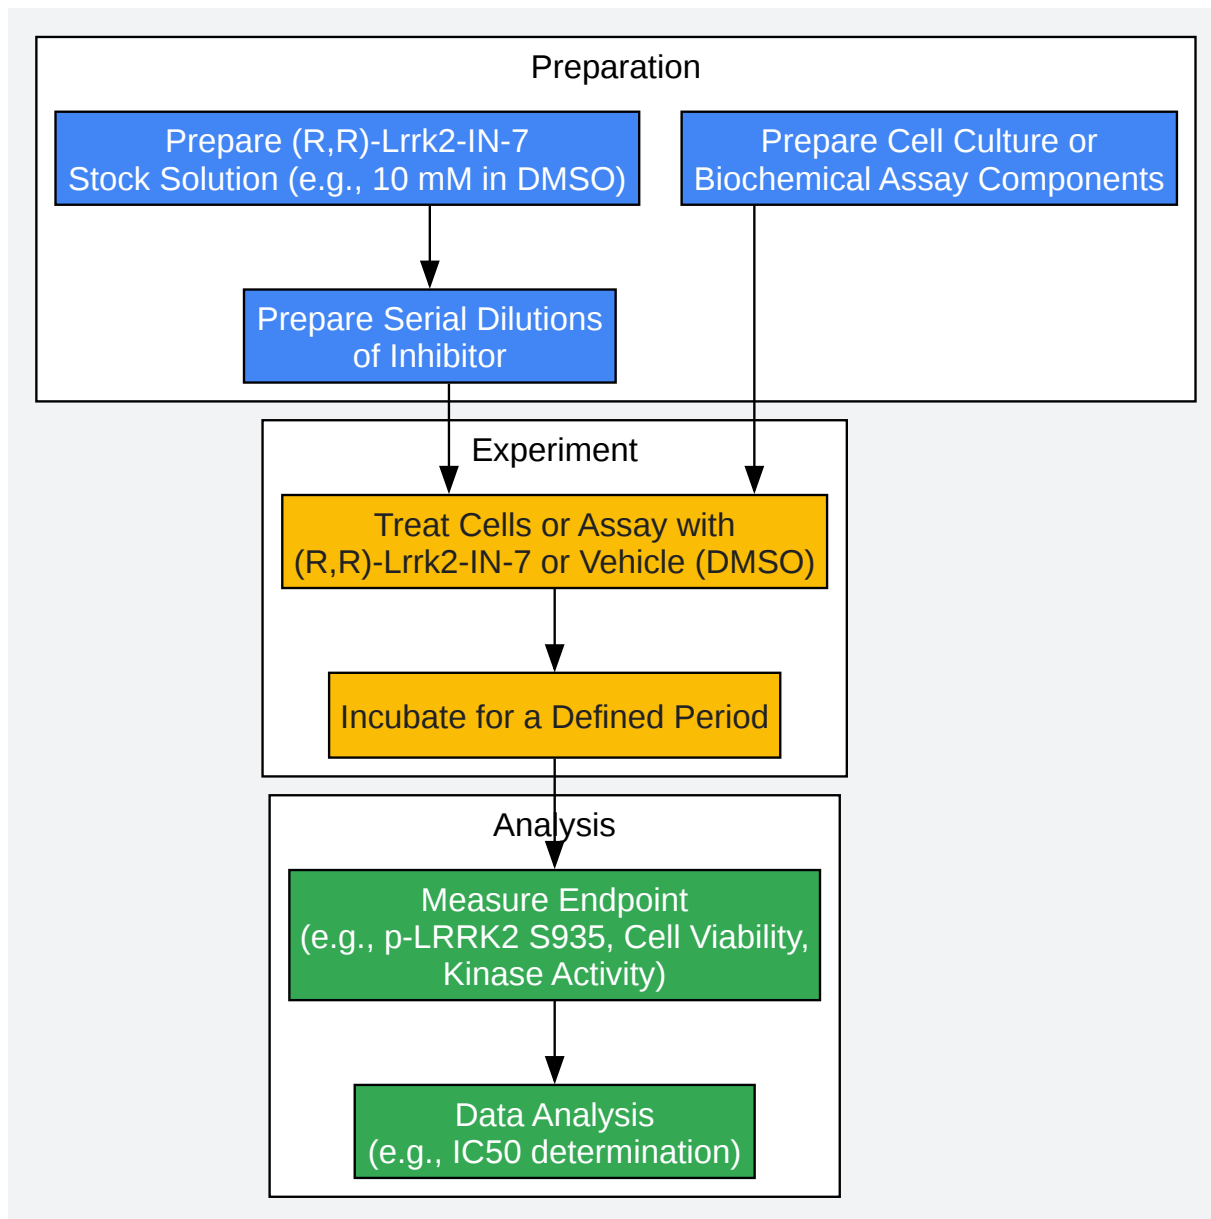 Preparation
Prepare (R,R)-Lrrk2-IN-7
Stock Solution (e.g., 10 mM in DMSO)
Prepare Cell Culture or
Biochemical Assay Components
Prepare Serial Dilutions
of Inhibitor
Experiment
Treat Cells or Assay with
(R,R)-Lrrk2-IN-7 or Vehicle (DMSO)
Incubate for a Defined Period
Analysis
Measure Endpoint
(e.g., p-LRRK2 S935, Cell Viability,
Kinase Activity)
Data Analysis
(e.g., IC50 determination)